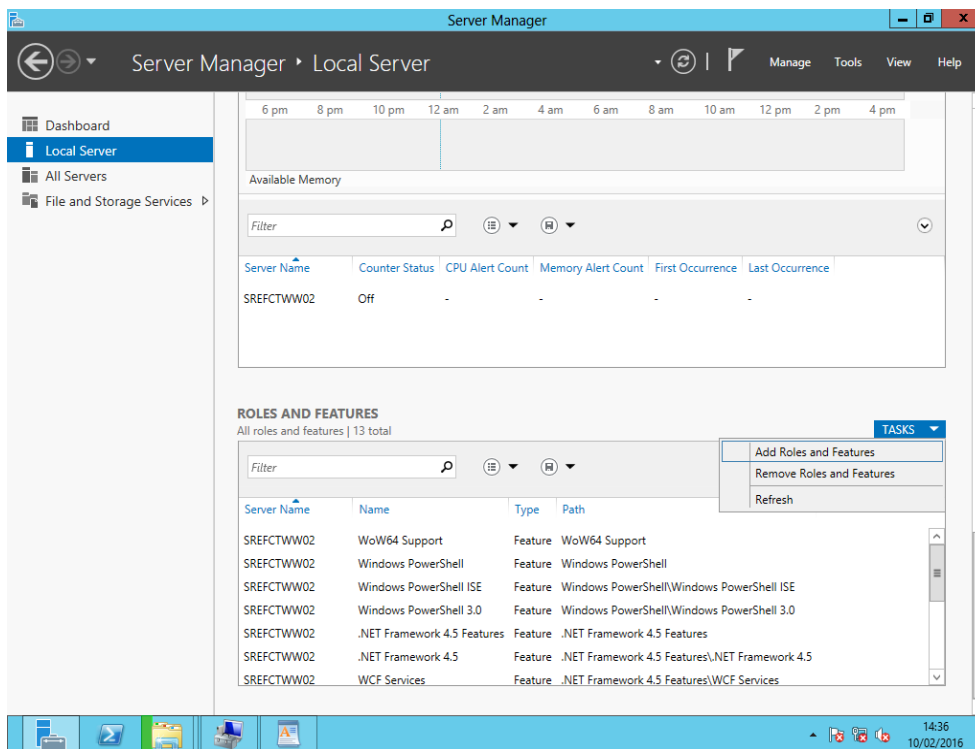 Server Manager
Server Manager ‣ Local Server
Manage Tools View Help
Dashboard
Local Server
All Servers
File and Storage Services
6 pm 8 pm 10 pm 12 am 2 am 4 am 6 am 8 am 10 am 12 pm 2 pm 4 pm
Available Memory
Filter
Server Name Counter Status CPU Alert Count Memory Alert Count First Occurrence Last Occurrence
SREFCTWW02 Off - - - -
ROLES AND FEATURES
All roles and features | 13 total
TASKS
Add Roles and Features
Remove Roles and Features
Refresh
Filter
Server Name Name Type Path
SREFCTWW02 WoW64 Support Feature WoW64 Support
SREFCTWW02 Windows PowerShell Feature Windows PowerShell
SREFCTWW02 Windows PowerShell ISE Feature Windows PowerShell\Windows PowerShell ISE
SREFCTWW02 Windows PowerShell 3.0 Feature Windows PowerShell\Windows PowerShell 3.0
SREFCTWW02 .NET Framework 4.5 Features Feature .NET Framework 4.5 Features
SREFCTWW02 .NET Framework 4.5 Feature .NET Framework 4.5 Features\.NET Framework 4.5
SREFCTWW02 WCF Services Feature .NET Framework 4.5 Features\WCF Services
14:36
10/02/2016